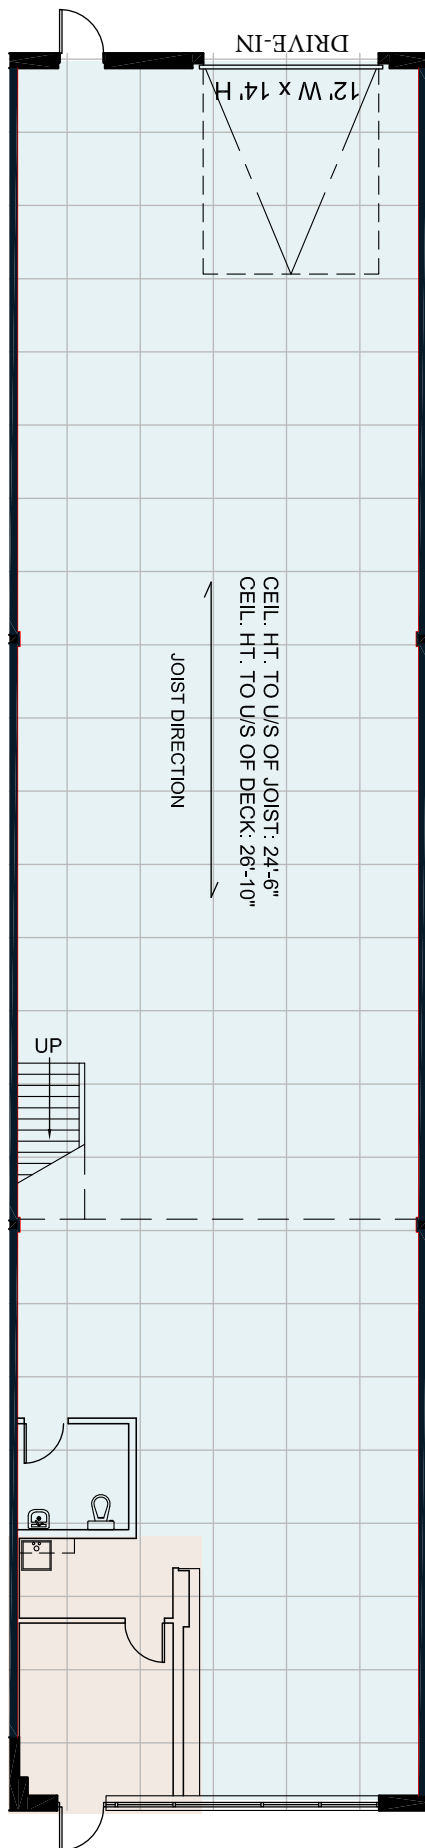 DRIVE-IN
12' W x 14' H
CEIL. HT. TO U/S OF JOIST: 24'-6"
CEIL. HT. TO U/S OF DECK: 26'-10"
JOIST DIRECTION
UP